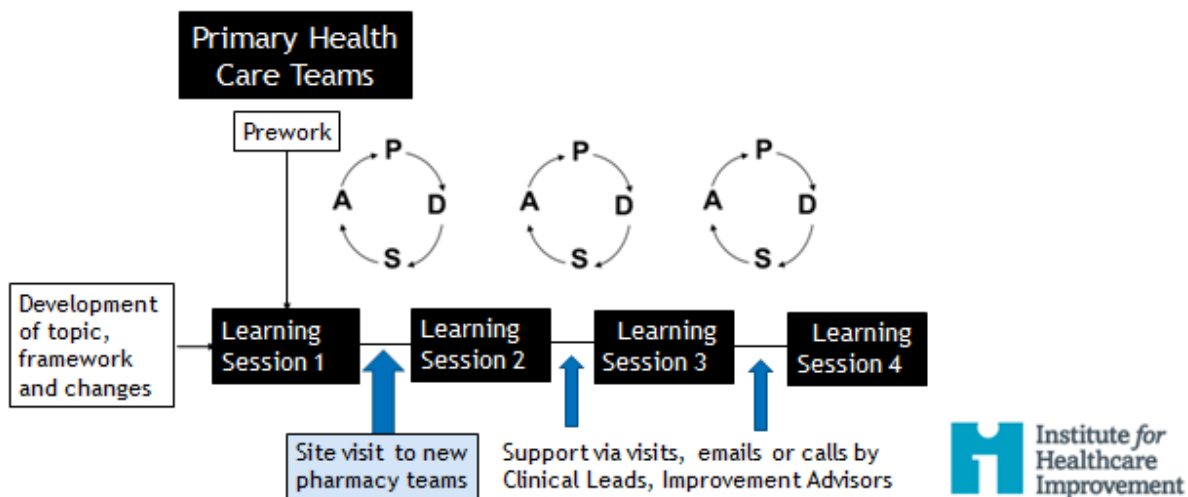 Primary Health
Care Teams
Prework
P
A
D
S
P
A
D
S
P
A
D
S
Development
of topic,
framework
and changes
Learning
Session 1
Learning
Session 2
Learning
Session 3
Learning
Session 4
Site visit to new
pharmacy teams
Support via visits, emails or calls by
Clinical Leads, Improvement Advisors
Institute for
Healthcare
Improvement